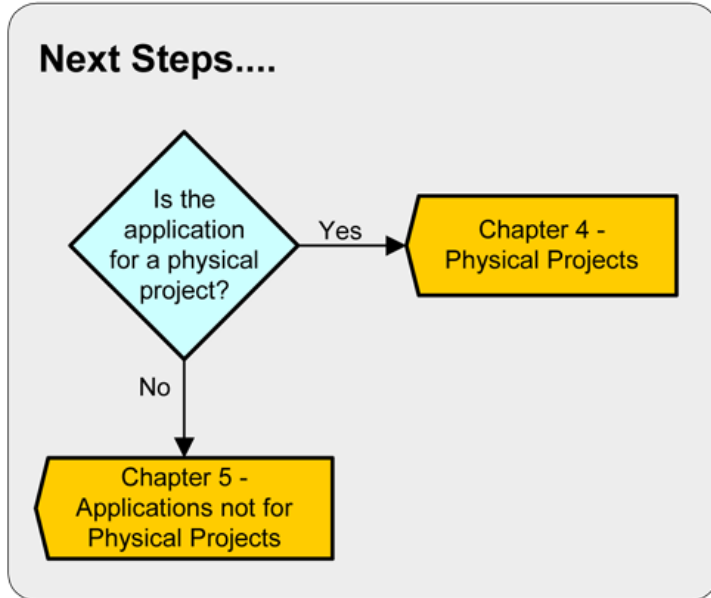 Next Steps....
Is the
application
for a physical
project?
Yes
Chapter 4 -
Physical Projects
No
Chapter 5 -
Applications not for
Physical Projects